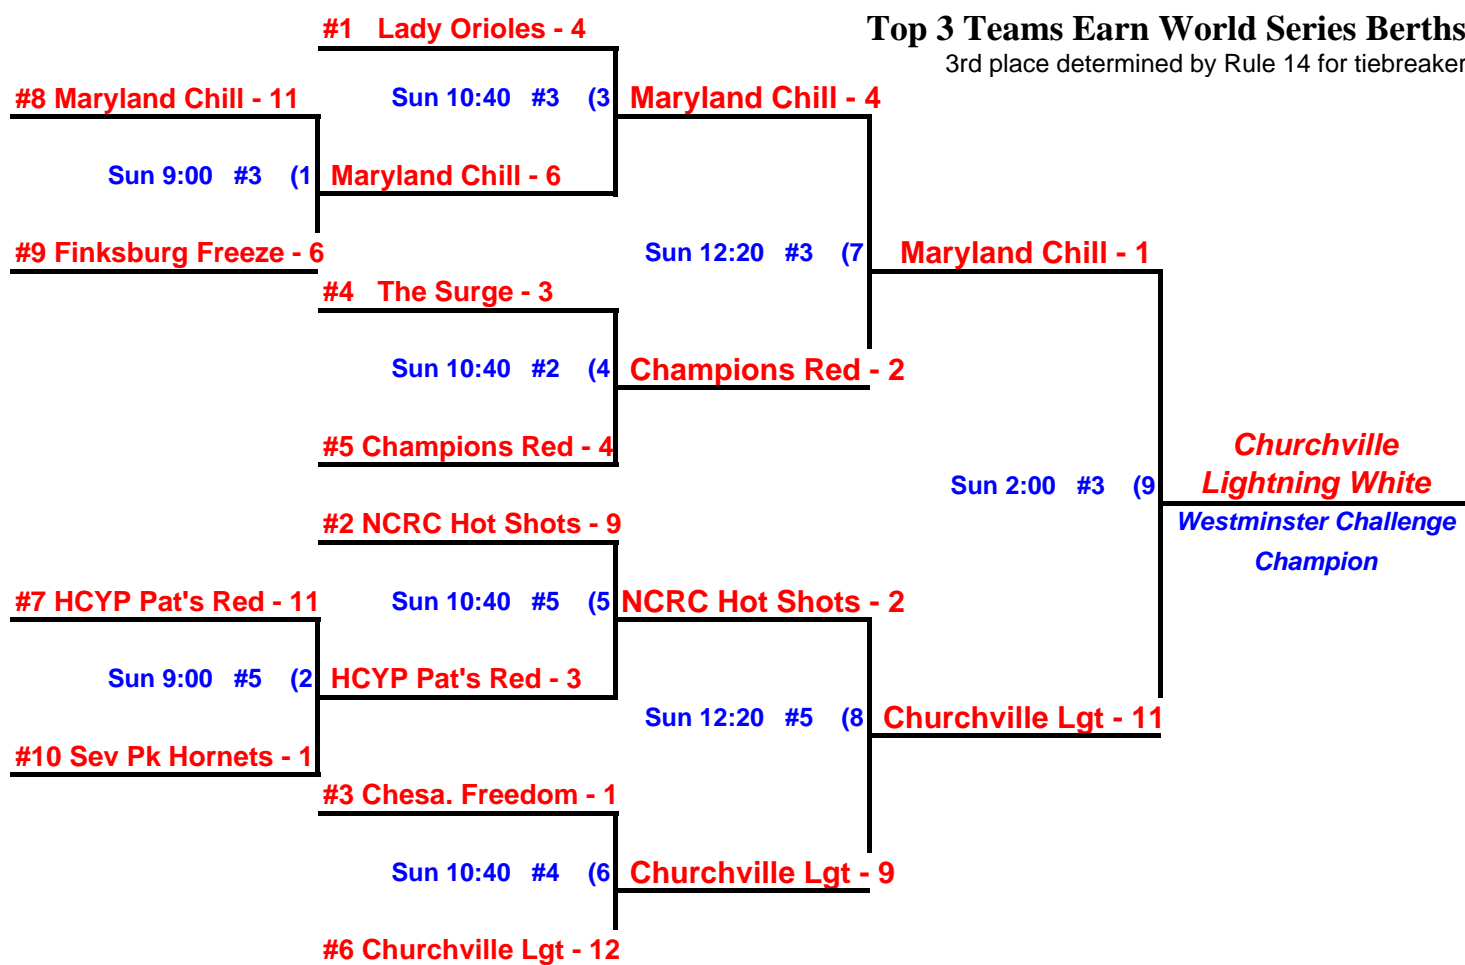 #1 Lady Orioles - 4
Top 3 Teams Earn World Series Berths
3rd place determined by Rule 14 for tiebreaker
#8 Maryland Chill - 11
Sun 10:40 #3 (3
Maryland Chill - 4
Sun 9:00 #3 (1
Maryland Chill - 6
#9 Finksburg Freeze - 6
Sun 12:20 #3 (7
Maryland Chill - 1
#4 The Surge - 3
Sun 10:40 #2 (4
Champions Red - 2
#5 Champions Red - 4
Churchville
Lightning White
Sun 2:00 #3 (9
Westminster Challenge
Champion
#2 NCRC Hot Shots - 9
#7 HCYP Pat's Red - 11
Sun 10:40 #5 (5
NCRC Hot Shots - 2
Sun 9:00 #5 (2
HCYP Pat's Red - 3
Sun 12:20 #5 (8
Churchville Lgt - 11
#10 Sev Pk Hornets - 1
#3 Chesa. Freedom - 1
Sun 10:40 #4 (6
Churchville Lgt - 9
#6 Churchville Lgt - 12